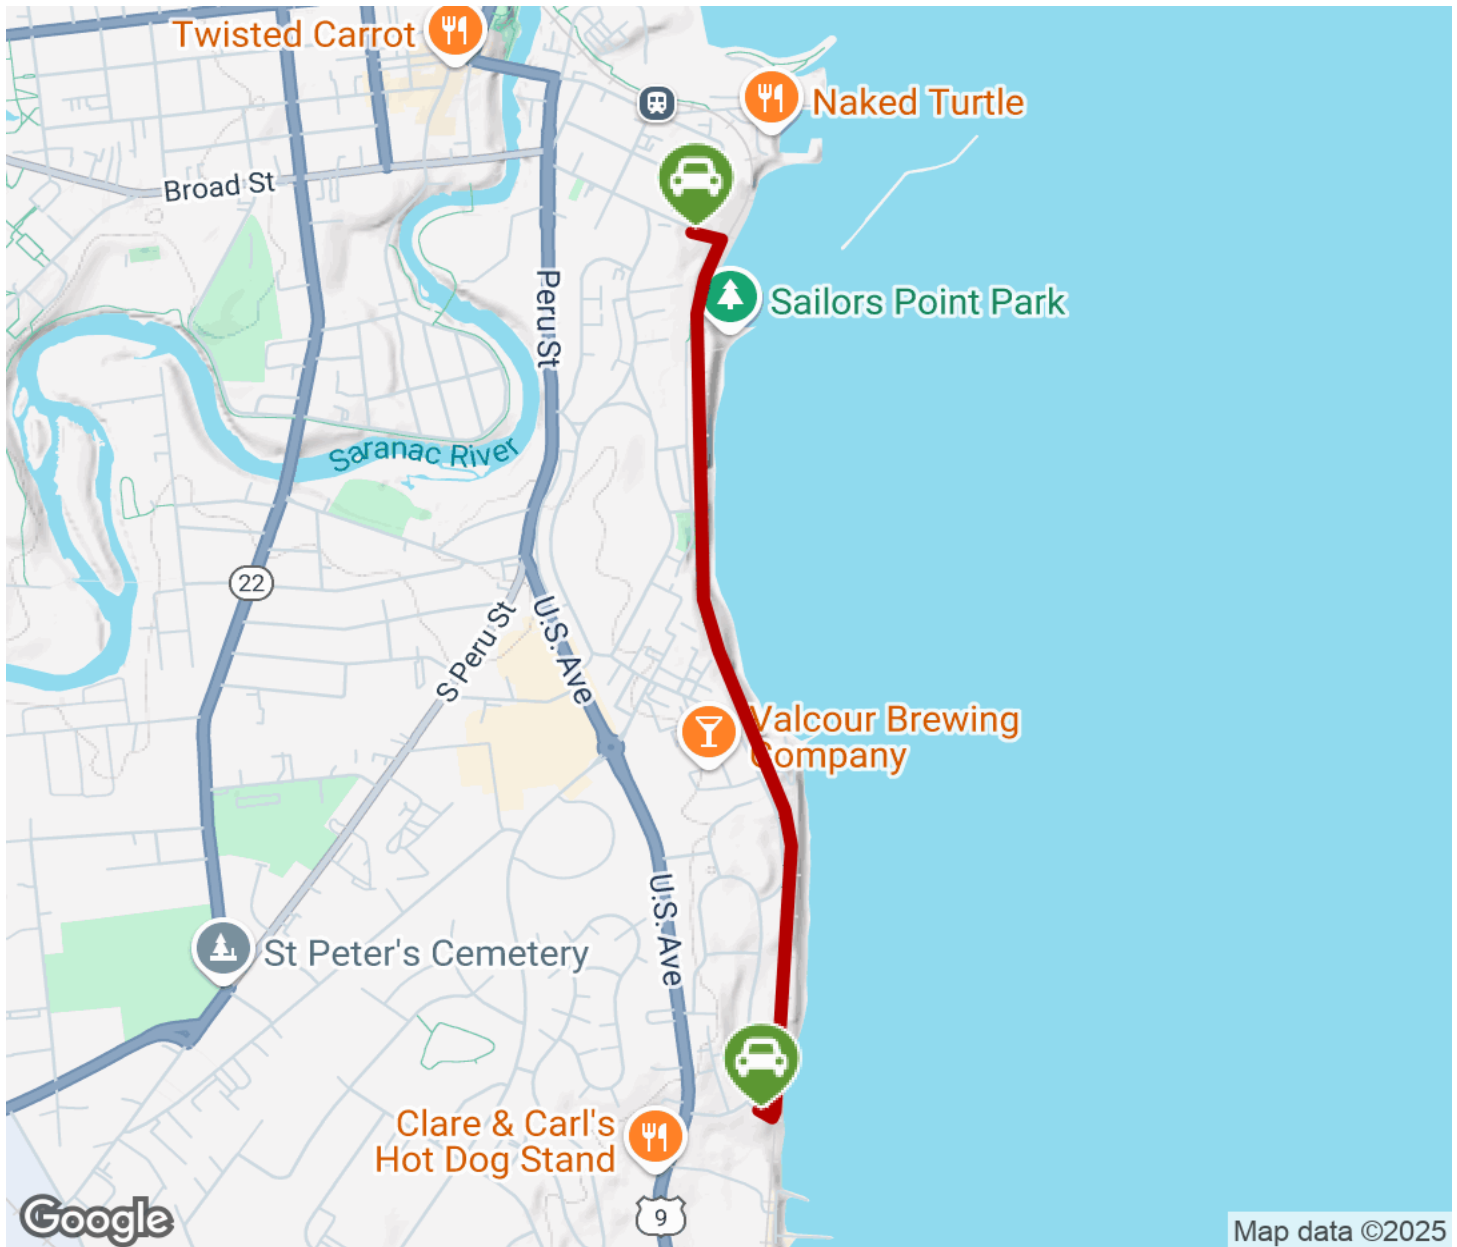 Twisted Carrot
Naked Turtle
Broad St
Peru St
Sailors Point Park
Saranac River
22
S Peru St
U.S. Ave
Valcour Brewing
Company
U.S. Ave
St Peter's Cemetery
Clare & Carl's
Hot Dog Stand
9
Google
Map data ©2025